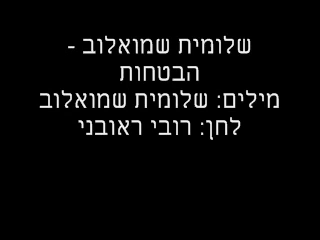 שלומית שמואלוב -
הבטחות
מילים: שלומית שמואלוב
לחן: רובי ראובני